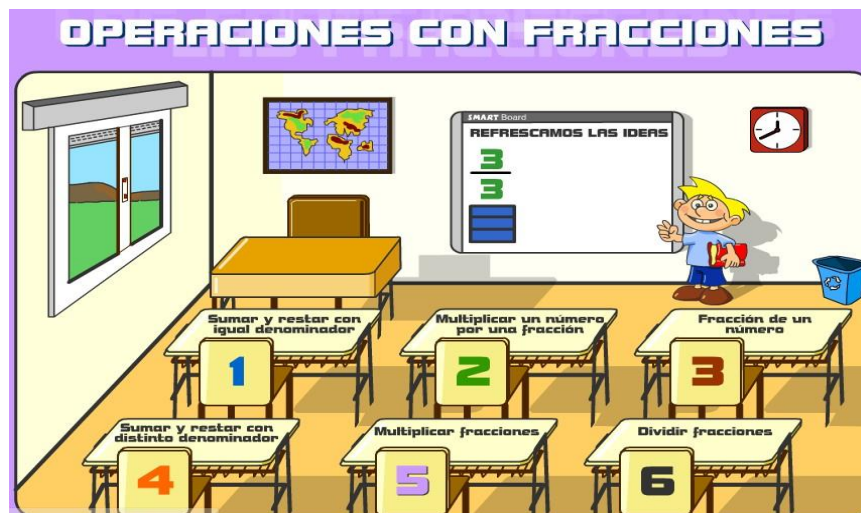 OPERACIONES CON FRACCIONES
SMART Board
REFRESCAMOS LAS IDEAS
3
3
Sumar y restar con
igual denominador
1
Multiplicar un número
por una fracción
2
Fracción de un
número
3
Sumar y restar con
distinto denominador
4
Multiplicar fracciones
5
Dividir fracciones
6